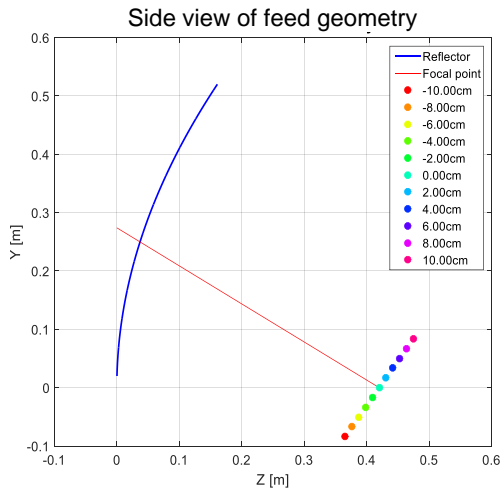 Side view of feed geometry
0.6
0.5
0.4
0.3
0.2
0.1
0
-0.1
Y [m]
-0.1
0
0.1
0.2
0.3
0.4
0.5
0.6
Z [m]
Reflector
Focal point
-10.00cm
-8.00cm
-6.00cm
-4.00cm
-2.00cm
0.00cm
2.00cm
4.00cm
6.00cm
8.00cm
10.00cm